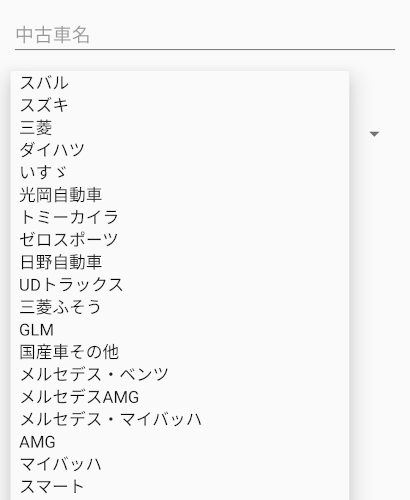 中古車名
スバル
スズキ
三菱
ダイハツ
いすゞ
光岡自動車
トミーカイラ
ゼロスポーツ
日野自動車
UDトラックス
三菱ふそう
GLM
国産車その他
メルセデス・ベンツ
メルセデスAMG
メルセデス・マイバッハ
AMG
マイバッハ
スマート